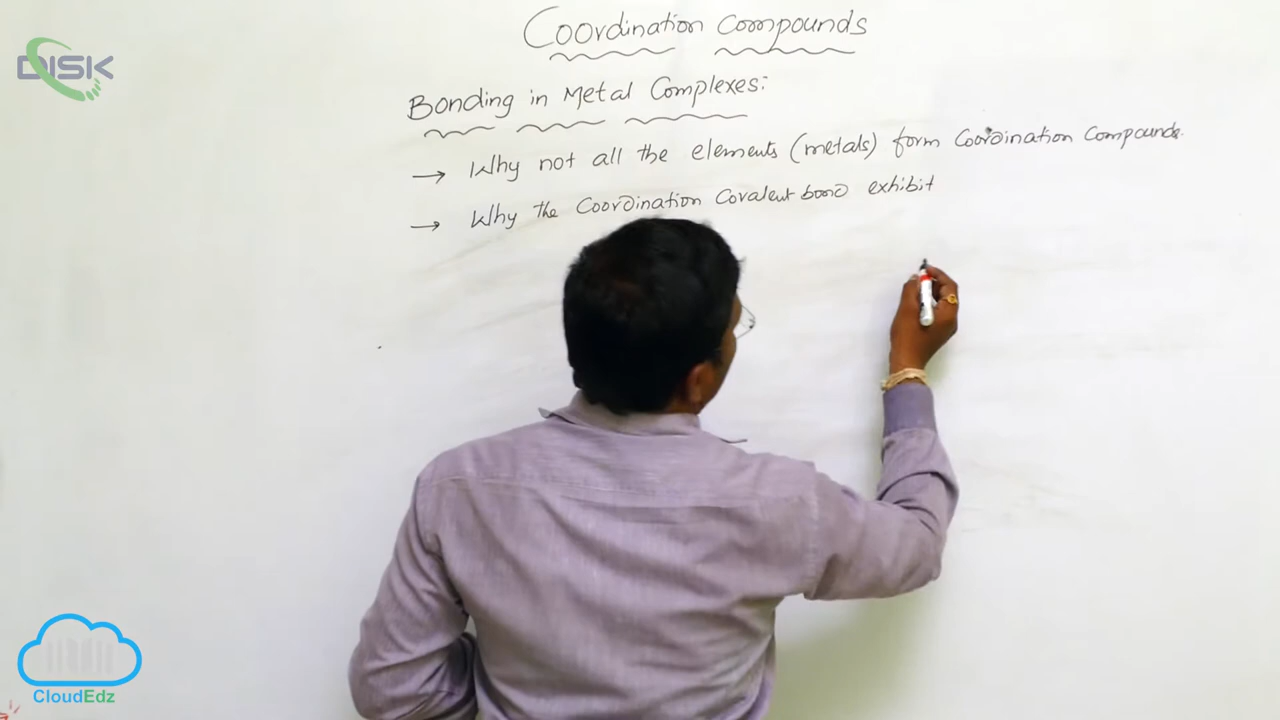 Coordination Compounds
DISK
Bonding in Metal Complexes:
→ Why not all the elements (metals) form Coordination Compounds.
→ Why the Coordination Covalent bond exhibit
CloudEdz